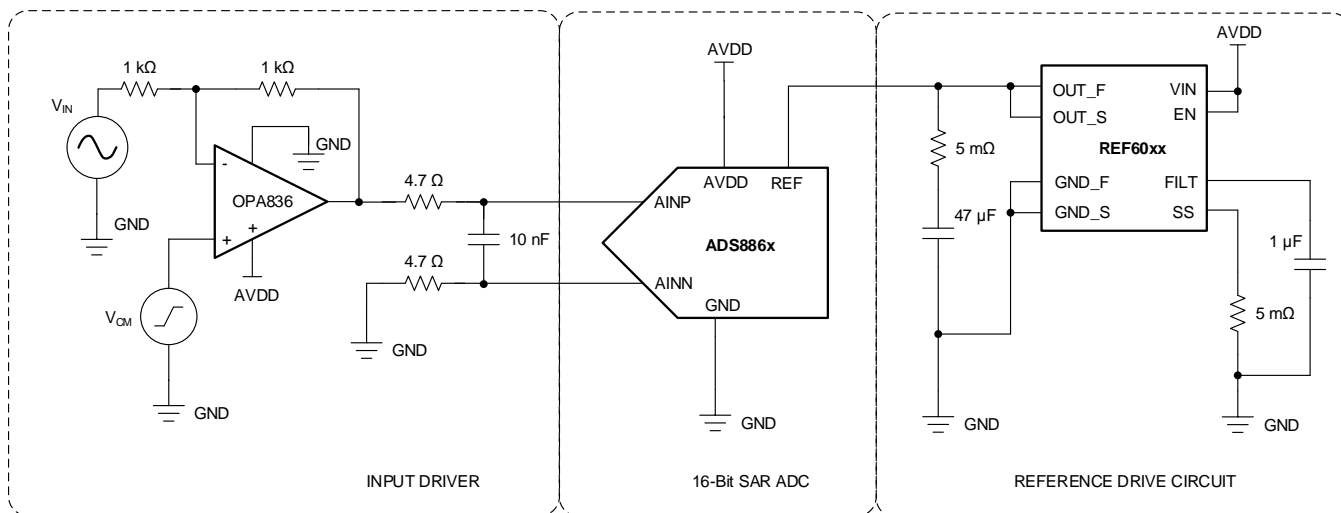 1 kΩ
1 kΩ
V_IN
GND
-
OPA836
+
+
GND
AVDD
V_CM
GND
4.7 Ω
10 nF
4.7 Ω
GND
INPUT DRIVER
AVDD
AVDD
REF
AINP
ADS886x
AINN
GND
GND
16-Bit SAR ADC
AVDD
OUT_F
VIN
OUT_S
EN
REF60xx
GND_F
FILT
GND_S
SS
5 mΩ
47 µF
1 µF
5 mΩ
GND
GND
REFERENCE DRIVE CIRCUIT